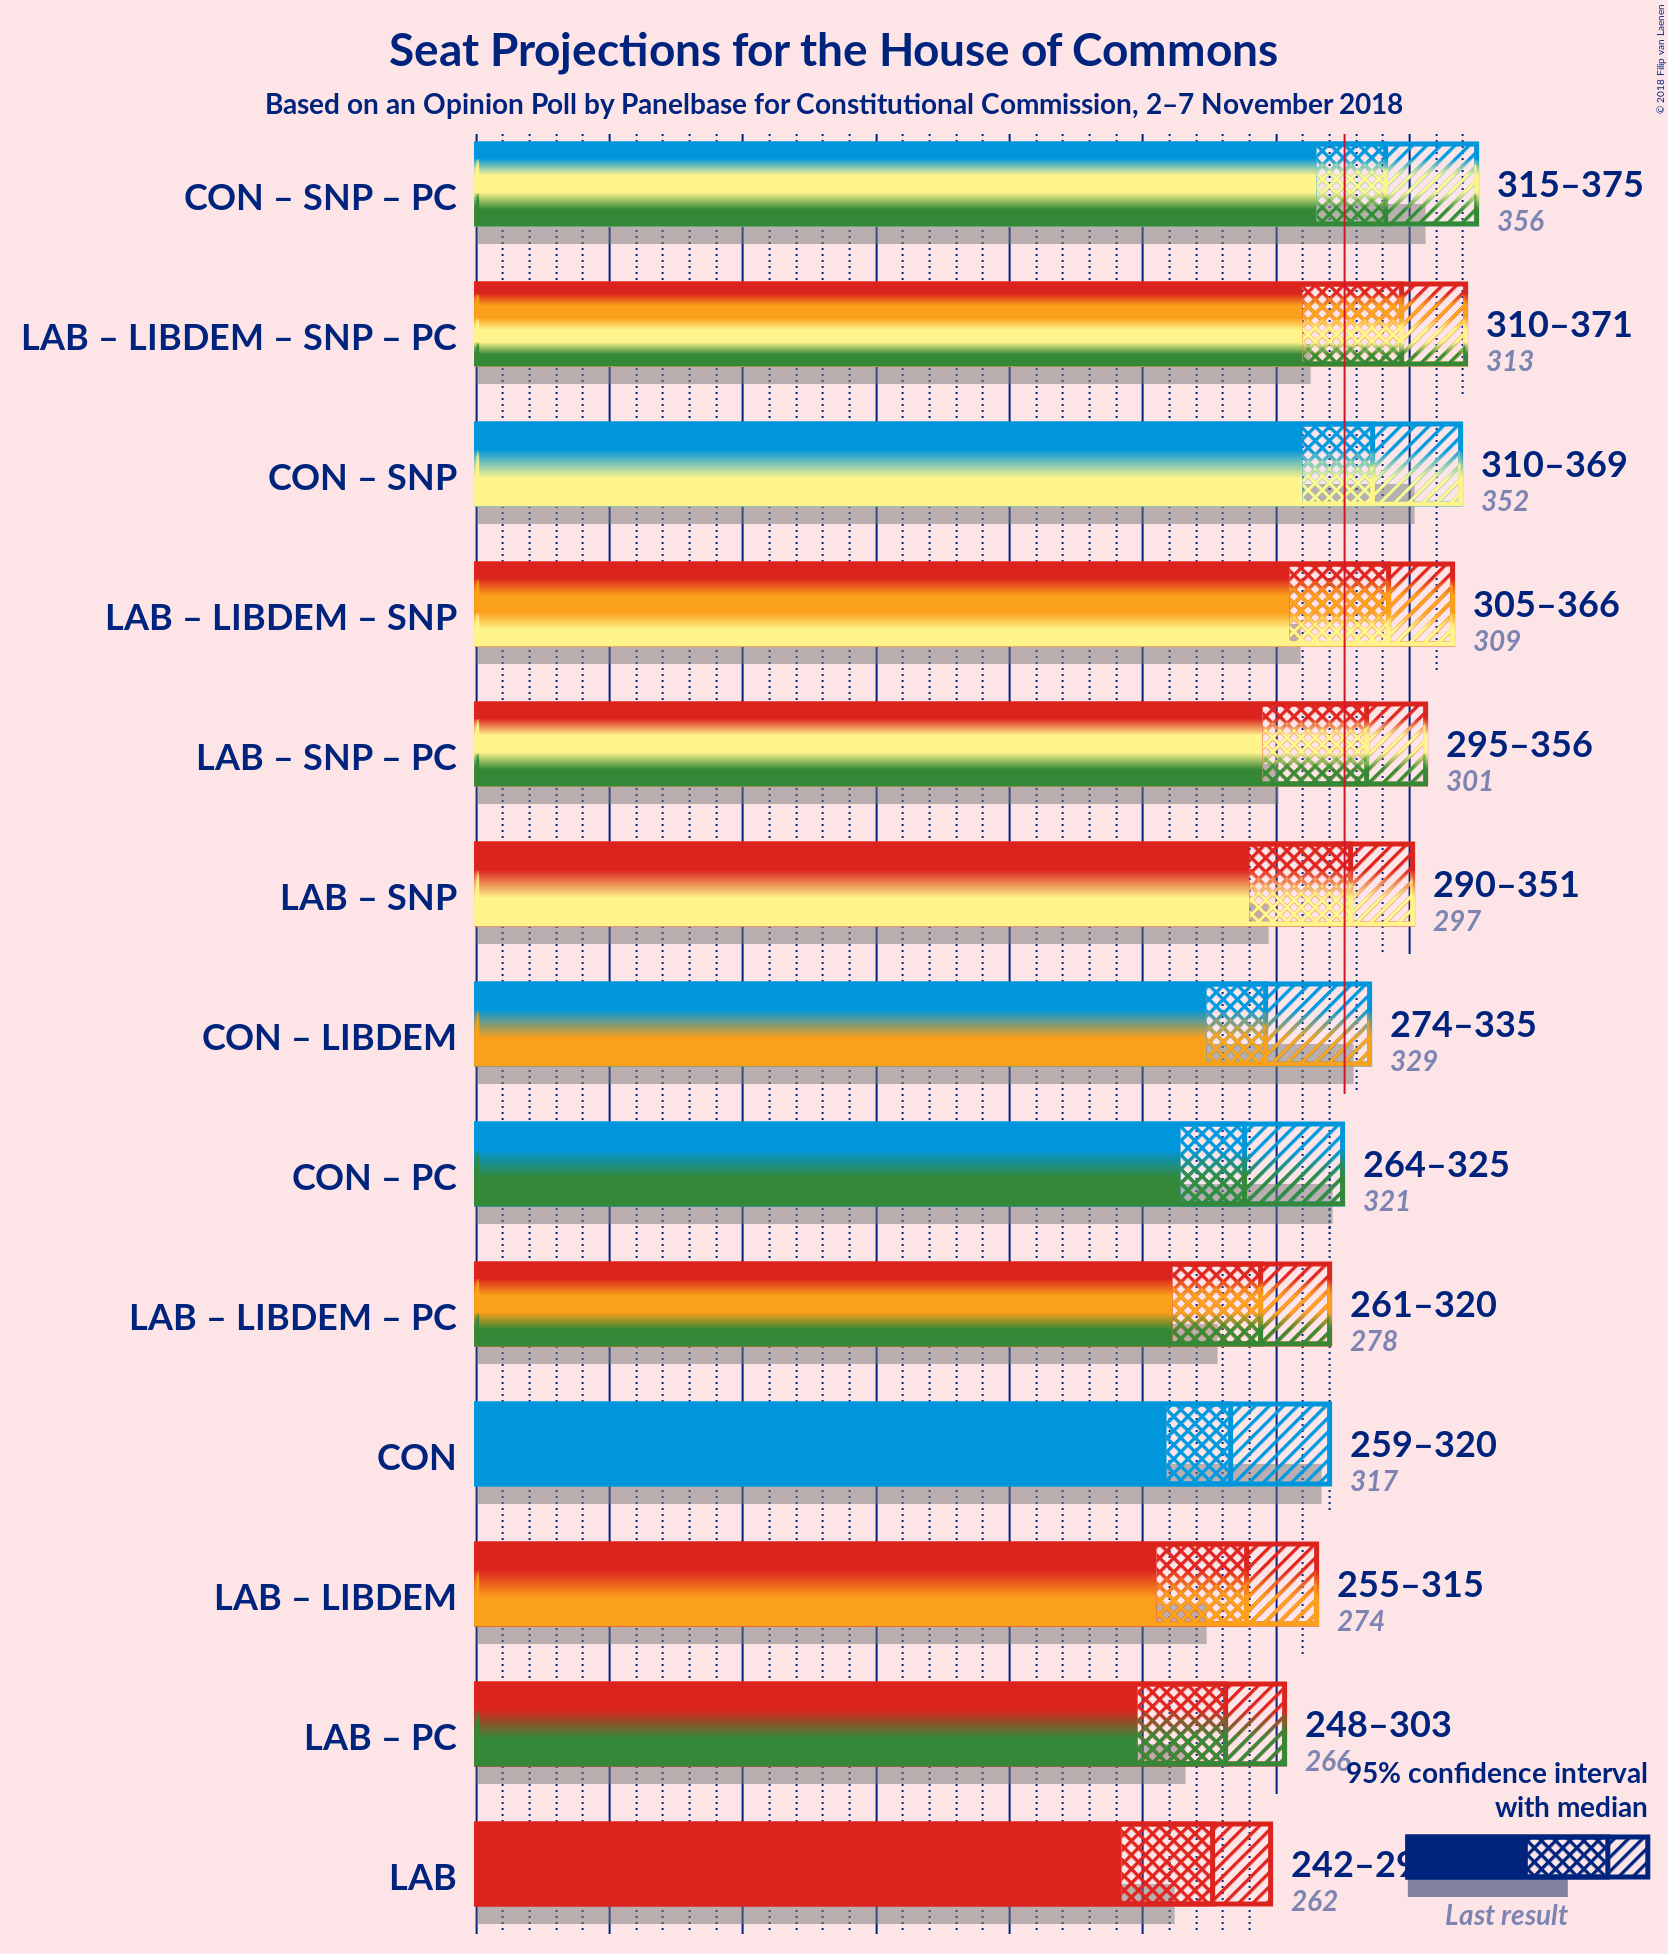 Seat Projections for the House of Commons
Based on an Opinion Poll by Panelbase for Constitutional Commission, 2–7 November 2018
© 2018 Filip van Laenen
CON – SNP – PC
315–375
356
LAB – LIBDEM – SNP – PC
310–371
313
CON – SNP
310–369
352
LAB – LIBDEM – SNP
305–366
309
LAB – SNP – PC
295–356
301
LAB – SNP
290–351
297
CON – LIBDEM
274–335
329
CON – PC
264–325
321
LAB – LIBDEM – PC
261–320
278
CON
259–320
317
LAB – LIBDEM
255–315
274
LAB – PC
248–303
266
95% confidence interval
with median
LAB
262
Last result